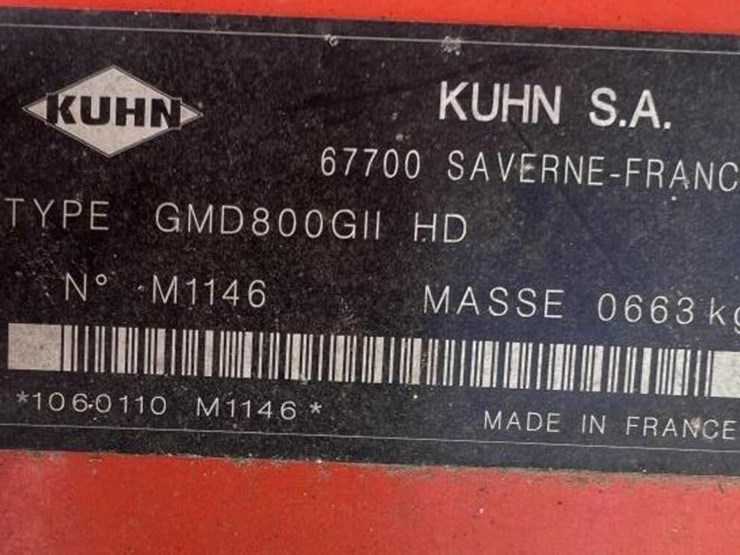 KUHN
KUHN S.A.
67700 SAVERNE-FRANC
TYPE GMD800GII HD
N° M1146 MASSE 0663 kg
*1060110 M1146*
MADE IN FRANCE